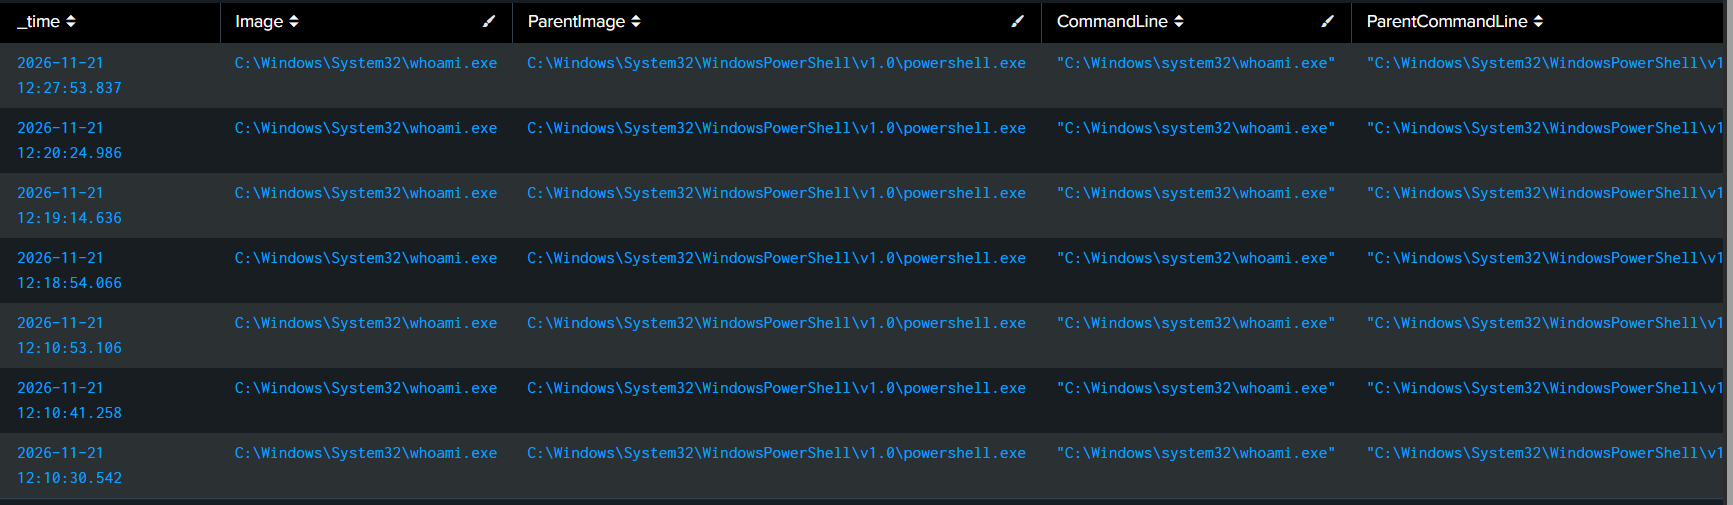 _time Image ParentImage CommandLine ParentCommandLine
2026-11-21 C:\Windows\System32\whoami.exe C:\Windows\System32\WindowsPowerShell\v1.0\powershell.exe "C:\Windows\system32\whoami.exe" "C:\Windows\System32\WindowsPowerShell\v1
12:27:53.837
2026-11-21 C:\Windows\System32\whoami.exe C:\Windows\System32\WindowsPowerShell\v1.0\powershell.exe "C:\Windows\system32\whoami.exe" "C:\Windows\System32\WindowsPowerShell\v1
12:20:24.986
2026-11-21 C:\Windows\System32\whoami.exe C:\Windows\System32\WindowsPowerShell\v1.0\powershell.exe "C:\Windows\system32\whoami.exe" "C:\Windows\System32\WindowsPowerShell\v1
12:19:14.636
2026-11-21 C:\Windows\System32\whoami.exe C:\Windows\System32\WindowsPowerShell\v1.0\powershell.exe "C:\Windows\system32\whoami.exe" "C:\Windows\System32\WindowsPowerShell\v1
12:18:54.066
2026-11-21 C:\Windows\System32\whoami.exe C:\Windows\System32\WindowsPowerShell\v1.0\powershell.exe "C:\Windows\system32\whoami.exe" "C:\Windows\System32\WindowsPowerShell\v1
12:10:53.106
2026-11-21 C:\Windows\System32\whoami.exe C:\Windows\System32\WindowsPowerShell\v1.0\powershell.exe "C:\Windows\system32\whoami.exe" "C:\Windows\System32\WindowsPowerShell\v1
12:10:41.258
2026-11-21 C:\Windows\System32\whoami.exe C:\Windows\System32\WindowsPowerShell\v1.0\powershell.exe "C:\Windows\system32\whoami.exe" "C:\Windows\System32\WindowsPowerShell\v1
12:10:30.542